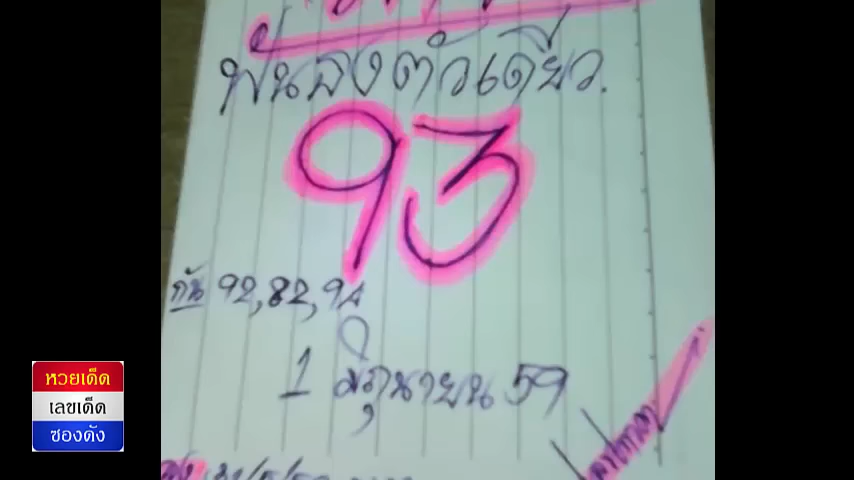 ฟันธงตัวเดียว.
93
กัน 92,82,94
1 มิถุนายน 59
หวยเด็ด
เลขเด็ด
ซองดัง